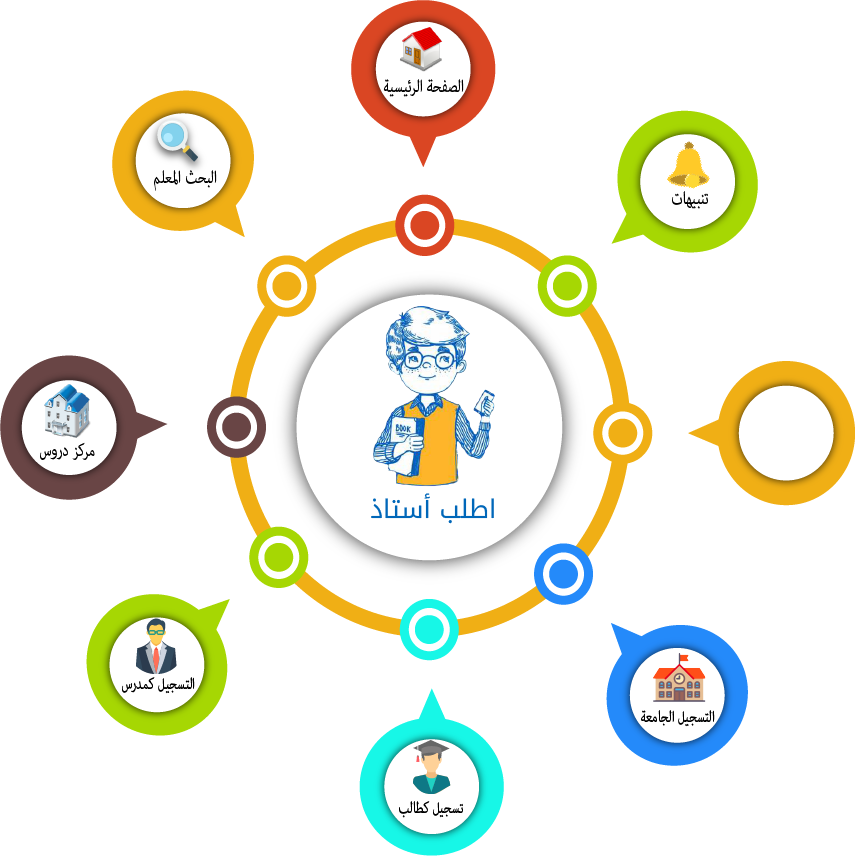 الصفحة الرئيسية
تنبيهات
البحث المعلم
مركز دروس
BOOK
اطلب أستاذ
التسجيل كمدرس
التسجيل الجامعة
تسجيل كطالب